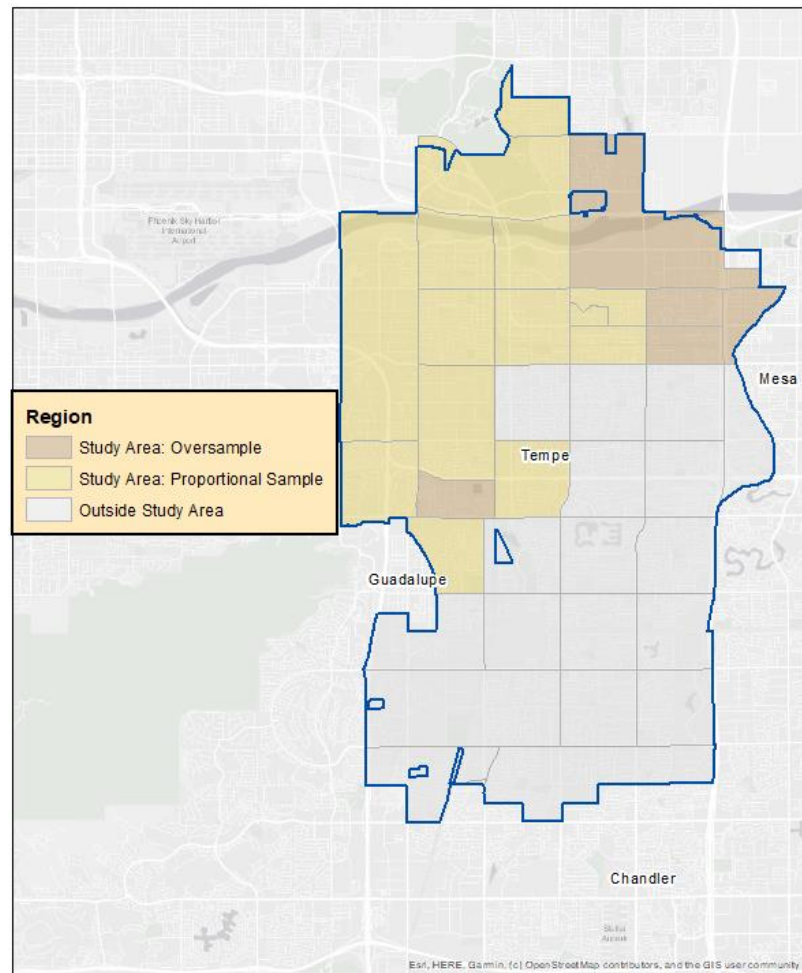 Phoenix Sky Harbor
International
Airport
Mesa
Region
Study Area: Oversample
Study Area: Proportional Sample
Outside Study Area
Tempe
Guadalupe
Chandler
Airport
Esri, HERE, Garmin, (c) OpenStreetMap contributors, and the GIS user community